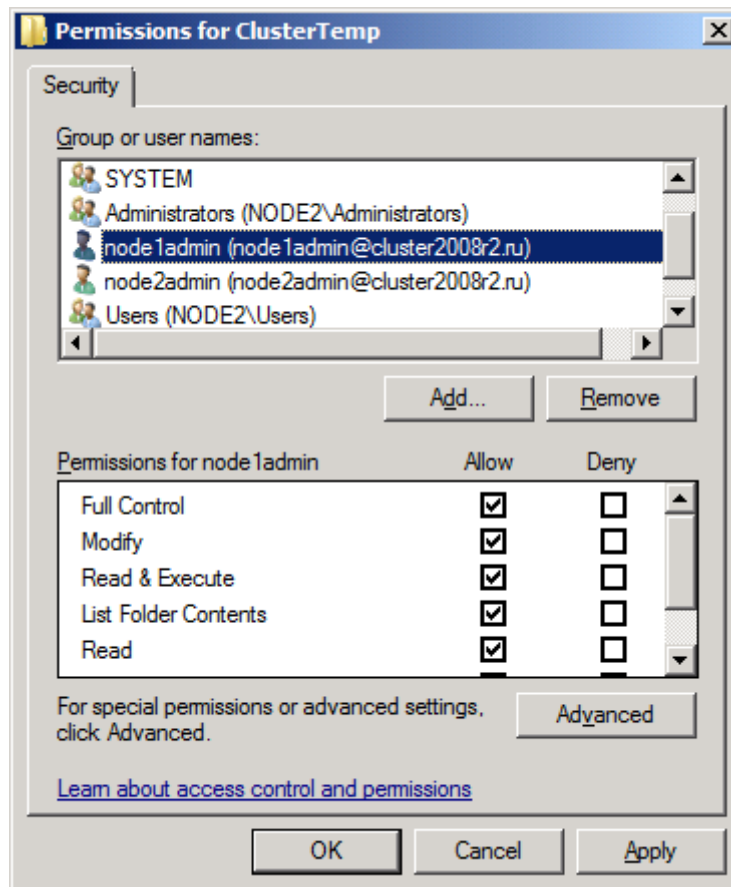 Permissions for ClusterTemp
Security
Group or user names:
SYSTEM
Administrators (NODE2\Administrators)
node1admin (node1admin@cluster2008r2.ru)
node2admin (node2admin@cluster2008r2.ru)
Users (NODE2\Users)
Add... Remove
Permissions for node1admin Allow Deny
Full Control
Modify
Read & Execute
List Folder Contents
Read
For special permissions or advanced settings,
click Advanced.
Advanced
Learn about access control and permissions
OK Cancel Apply